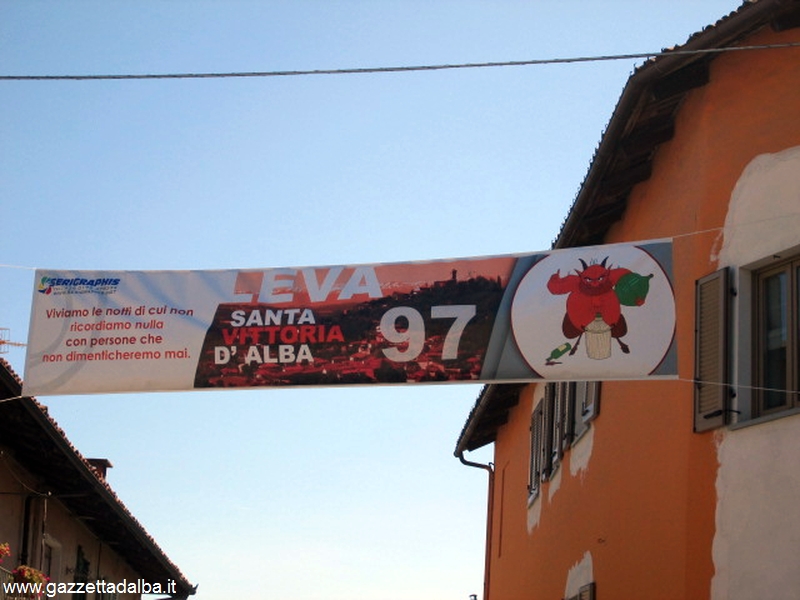 SERIGRAPHIS
Viviamo le notti di cui non
ricordiamo nulla
con persone che
non dimenticheremo mai.
LEVA
SANTA
VITTORIA
D' ALBA
97
www.gazzettadalba.it